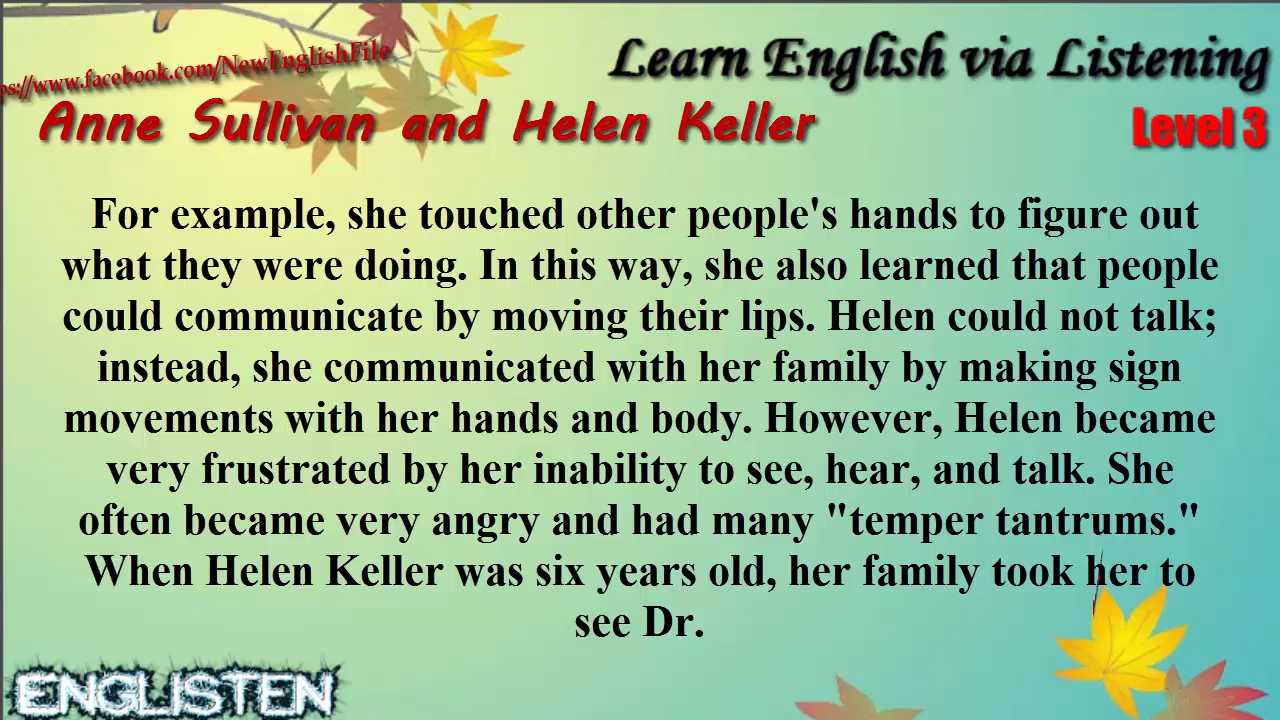 Learn English via Listening
ps://www.facebook.com/NewEnglishFile
Anne Sullivan and Helen Keller
Level 3
For example, she touched other people's hands to figure out
what they were doing. In this way, she also learned that people
could communicate by moving their lips. Helen could not talk;
instead, she communicated with her family by making sign
movements with her hands and body. However, Helen became
very frustrated by her inability to see, hear, and talk. She
often became very angry and had many "temper tantrums."
When Helen Keller was six years old, her family took her to
see Dr.
ENGLISTEN